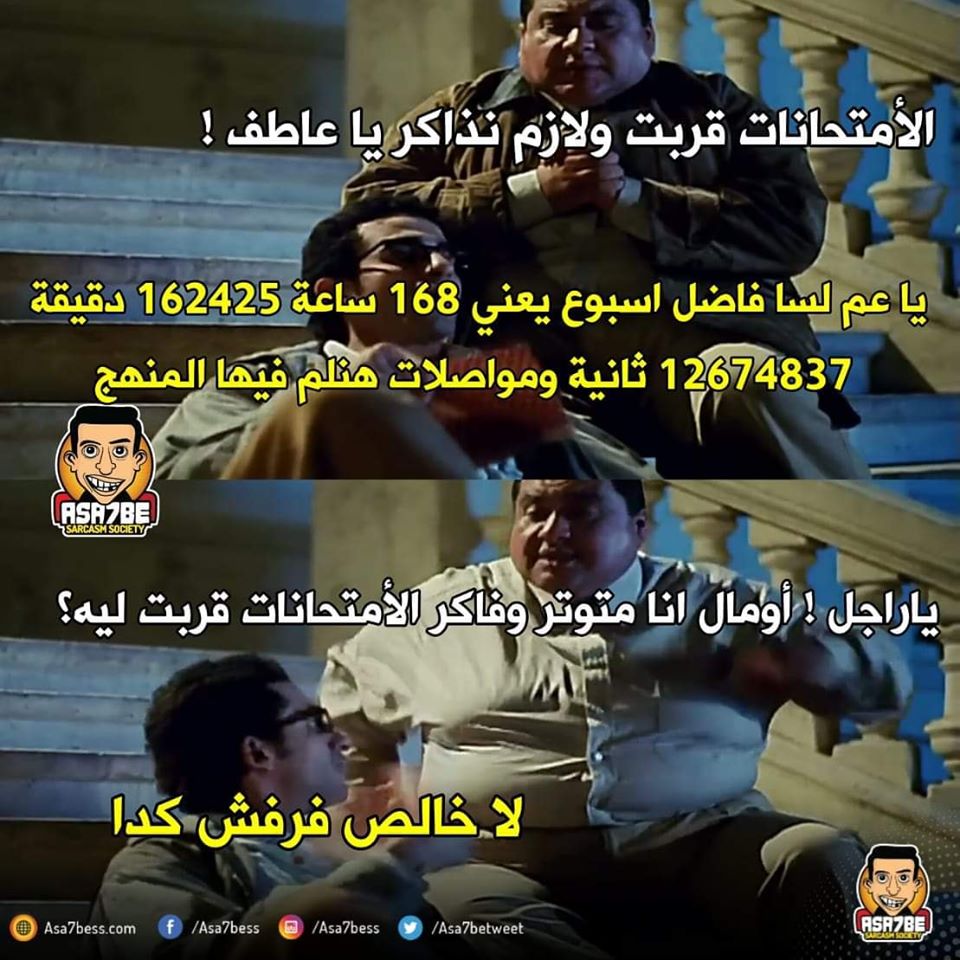 الأمتحانات قربت ولازم نذاكر يا عاطف !
يا عم لسا فاضل اسبوع يعني 168 ساعة 162425 دقيقة
12674837 ثانية ومواصلات هنلم فيها المنهج
ASA7BE
SARCASM SOCIETY
ياراجل ! أومال انا متوتر وفاكر الأمتحانات قربت ليه؟
لا خالص فرفش كدا
ASA7BE
SARCASM SOCIETY
Asa7bess.com /Asa7bess /Asa7bess /Asa7betweet